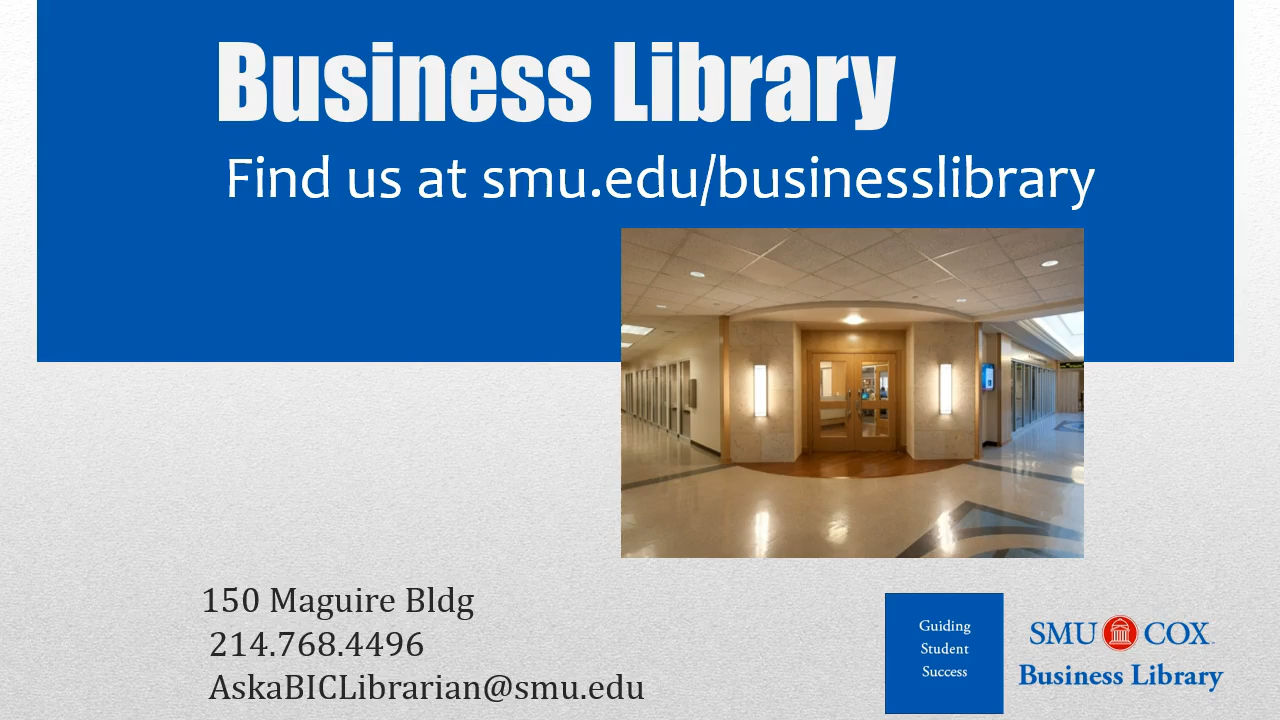 Business Library
Find us at smu.edu/businesslibrary
150 Maguire Bldg
214.768.4496
AskaBICLibrarian@smu.edu
Guiding
Student
Success
SMU COX
Business Library